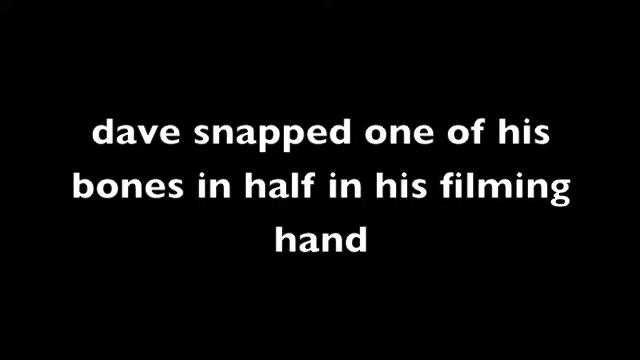 dave snapped one of his
bones in half in his filming
hand